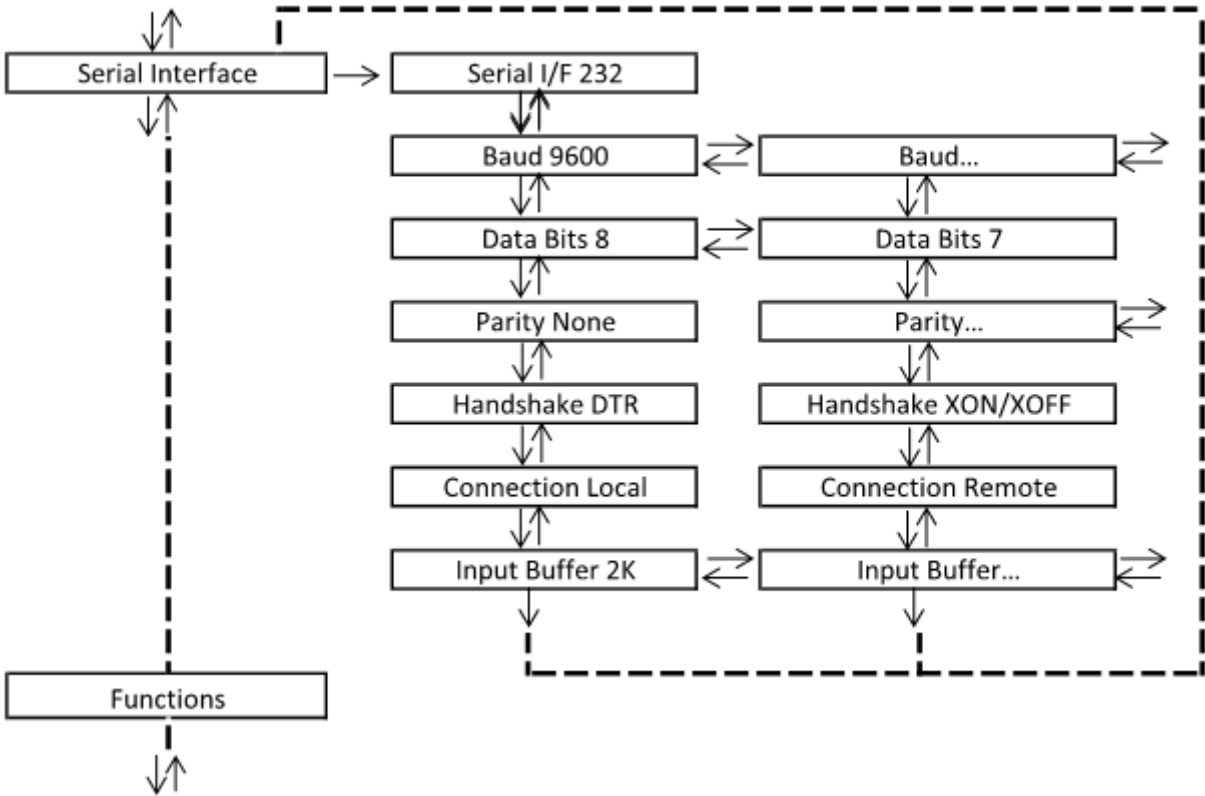 Serial Interface
Serial I/F 232
Baud 9600
Baud...
Data Bits 8
Data Bits 7
Parity None
Parity...
Handshake DTR
Handshake XON/XOFF
Connection Local
Connection Remote
Input Buffer 2K
Input Buffer...
Functions